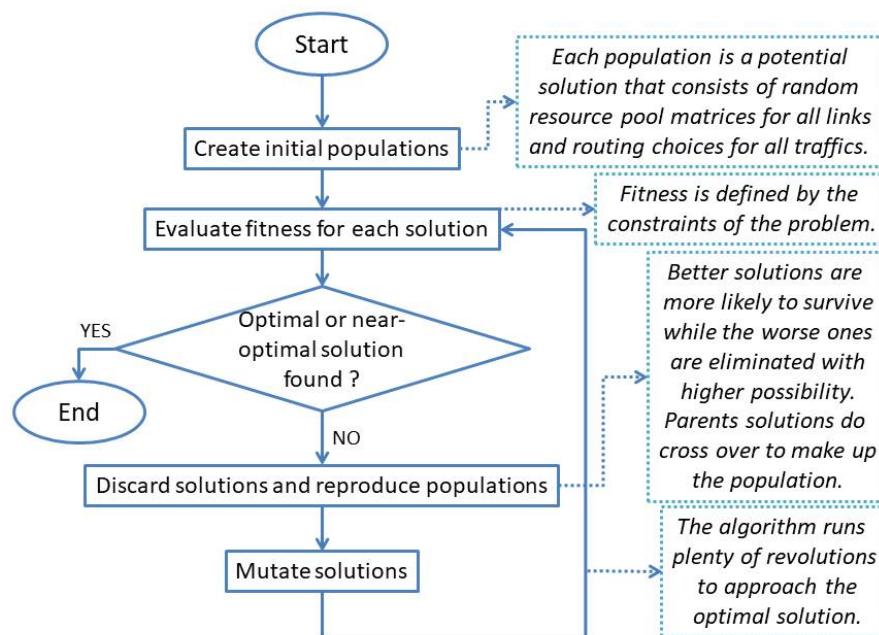 Start
Each population is a potential
solution that consists of random
resource pool matrices for all links
and routing choices for all traffics.
Create initial populations
Fitness is defined by the
constraints of the problem.
Evaluate fitness for each solution
Better solutions are
more likely to survive
while the worse ones
are eliminated with
higher possibility.
Parents solutions do
cross over to make up
the population.
Optimal or near-
optimal solution
found ?
YES
End
NO
Discard solutions and reproduce populations
The algorithm runs
plenty of revolutions
to approach the
optimal solution.
Mutate solutions